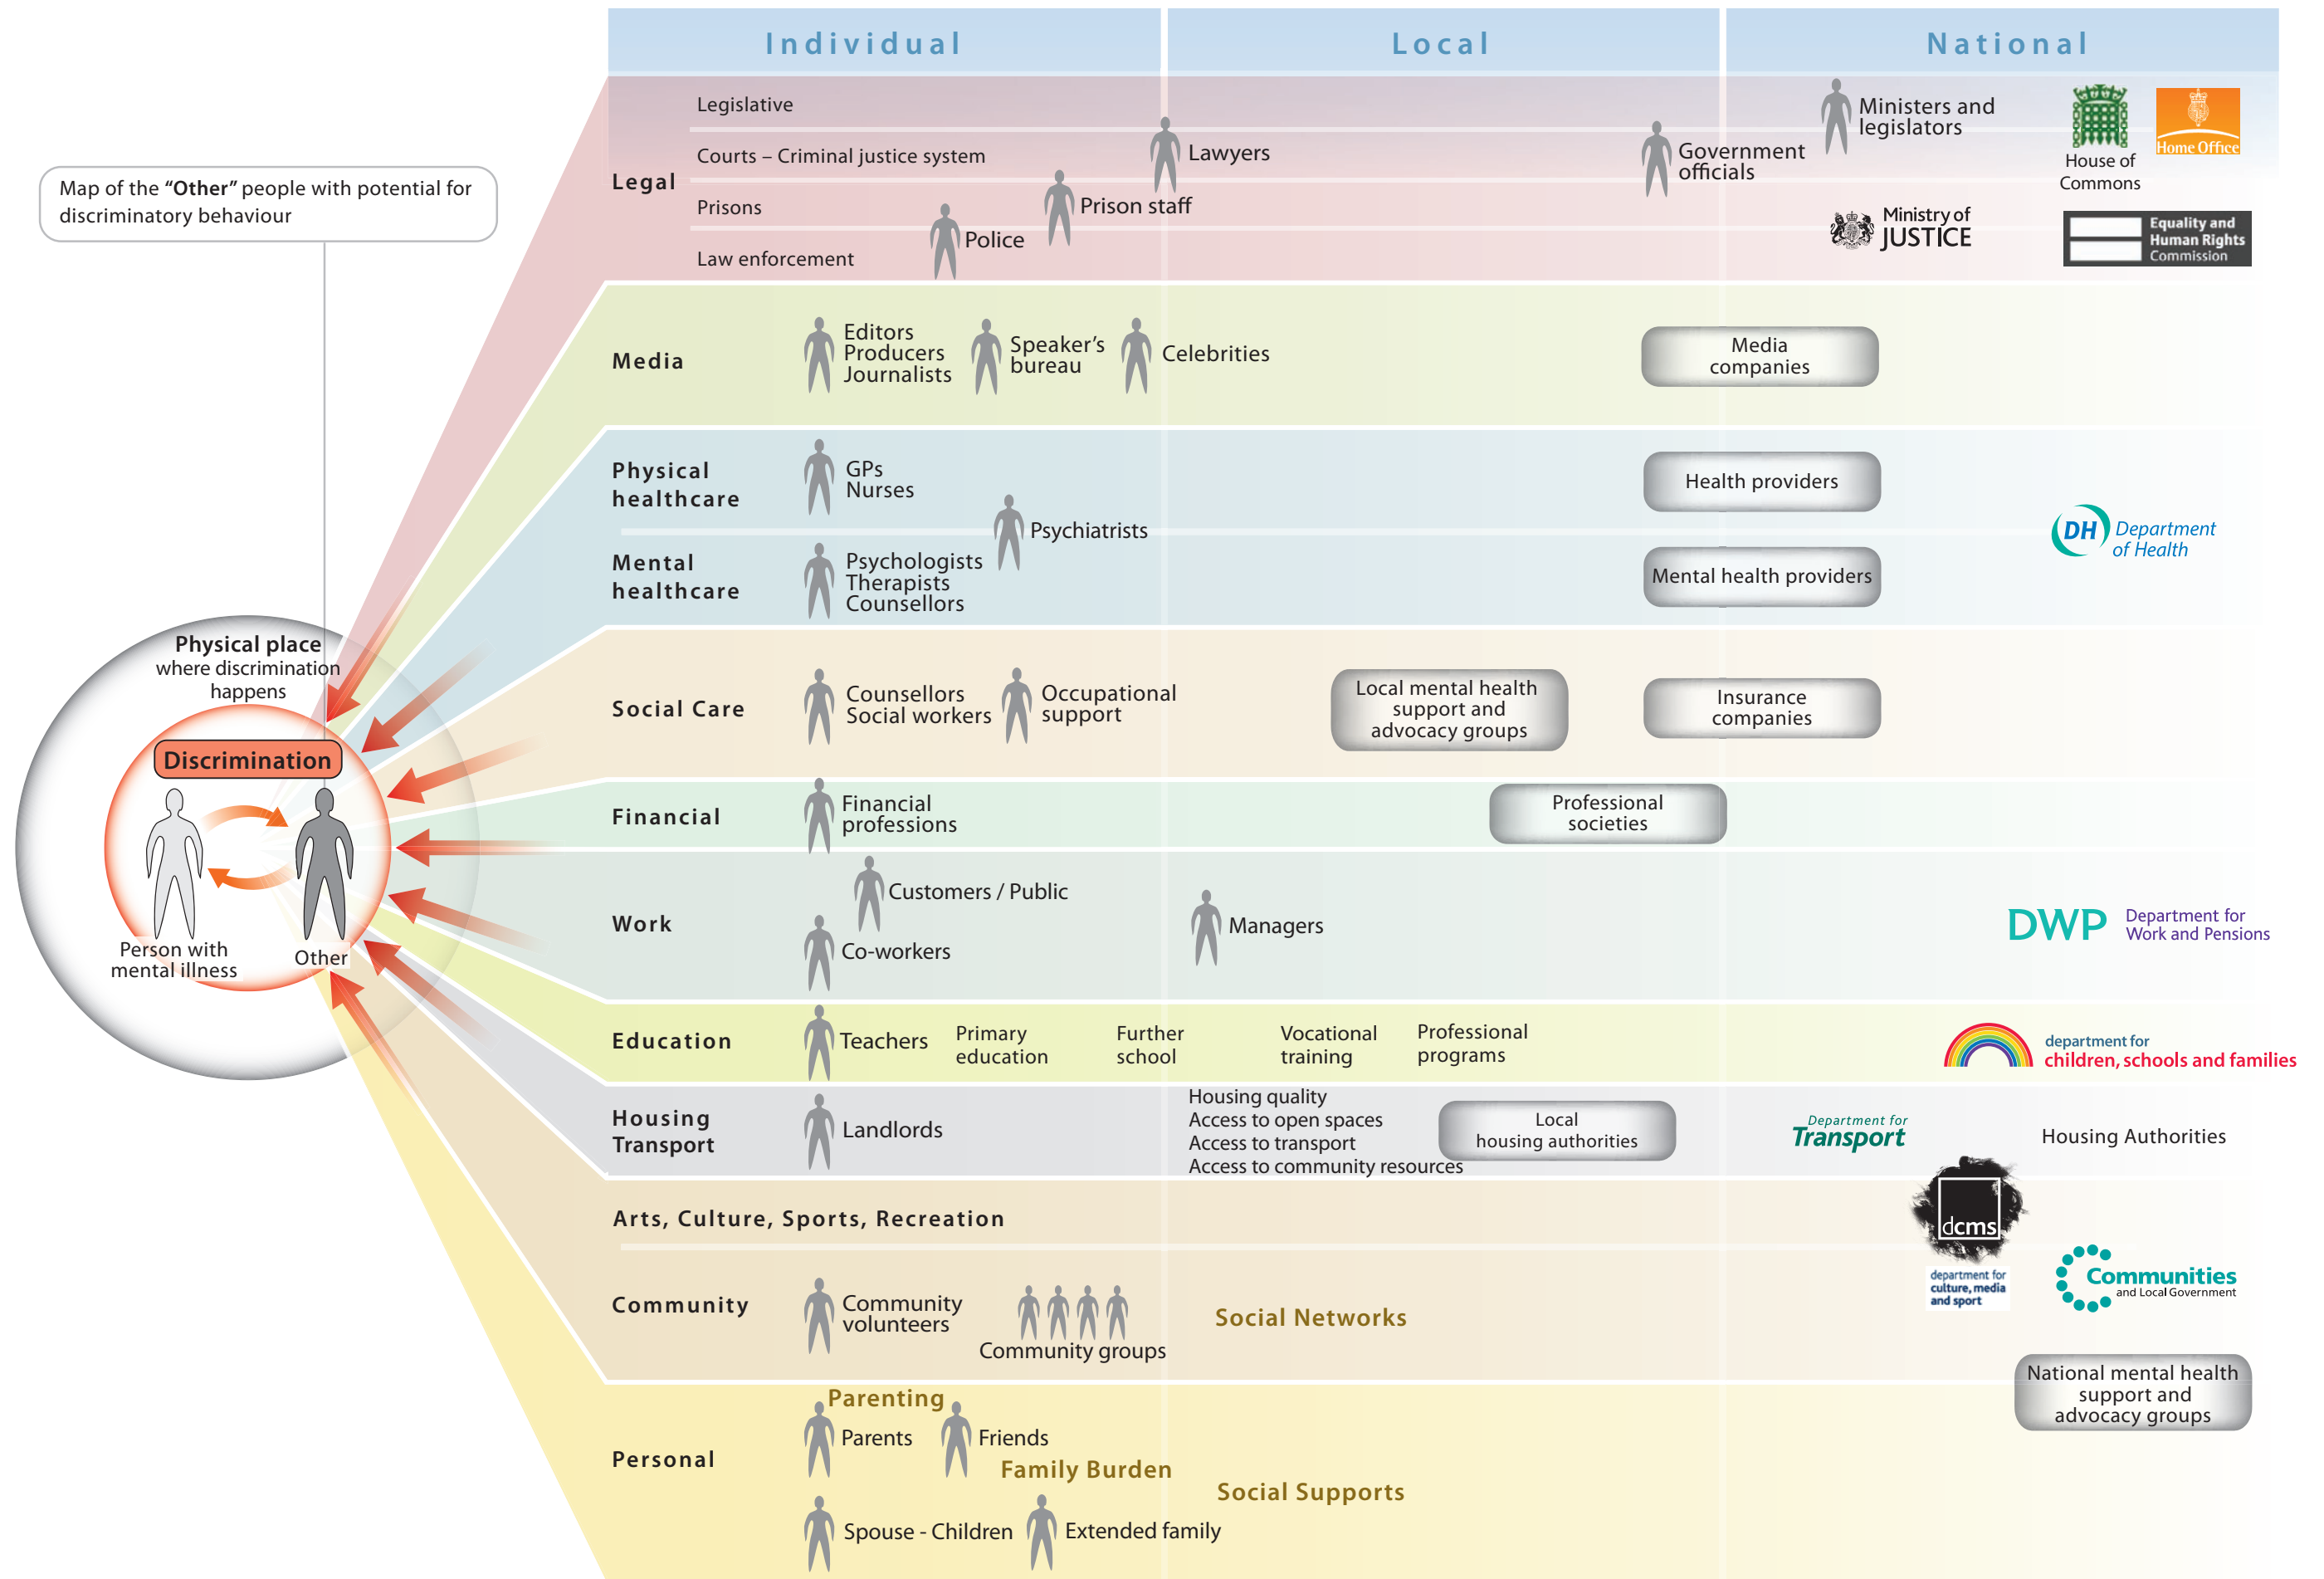 Individual
Local
National
Map of the “Other” people with potential for
discriminatory behaviour
Legal
Legislative
Courts – Criminal justice system
Prisons
Law enforcement
Police
Prison staff
Lawyers
Government
officials
Ministers and
legislators
House of
Commons
Home Office
Ministry of
JUSTICE
Equality and
Human Rights
Commission
Media
Editors
Producers
Journalists
Speaker’s
bureau
Celebrities
Media
companies
Physical
healthcare
GPs
Nurses
Psychiatrists
Health providers
Mental
healthcare
Psychologists
Therapists
Counsellors
Mental health providers
DH
Department
of Health
Social Care
Counsellors
Social workers
Occupational
support
Local mental health
support and
advocacy groups
Insurance
companies
Financial
Financial
professions
Professional
societies
Work
Customers / Public
Co-workers
Managers
DWP
Department for
Work and Pensions
Education
Teachers
Primary
education
Further
school
Vocational
training
Professional
programs
department for
children, schools and families
Housing
Transport
Landlords
Housing quality
Access to open spaces
Access to transport
Access to community resources
Local
housing authorities
Department for
Transport
Housing Authorities
Arts, Culture, Sports, Recreation
dcms
department for
culture, media
and sport
Community
Community
volunteers
Community groups
Social Networks
Communities
and Local Government
National mental health
support and
advocacy groups
Personal
Parenting
Parents
Friends
Family Burden
Social Supports
Spouse - Children
Extended family
Physical place
where discrimination
happens
Discrimination
Person with
mental illness
Other